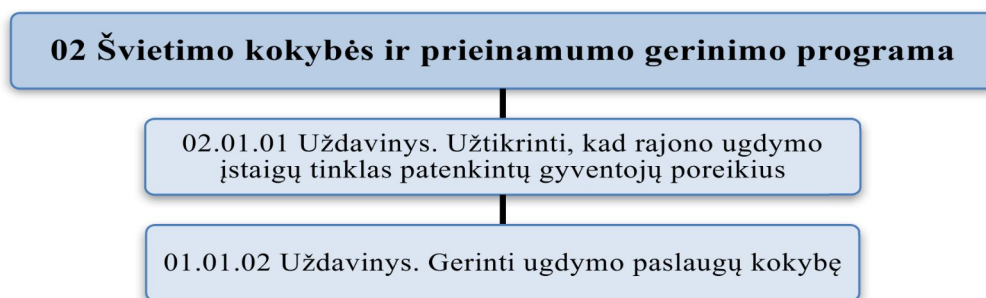 02 Švietimo kokybės ir prieinamumo gerinimo programa
02.01.01 Uždavinys. Užtikrinti, kad rajono ugdymo
įstaigų tinklas patenkintų gyventojų poreikius
01.01.02 Uždavinys. Gerinti ugdymo paslaugų kokybę